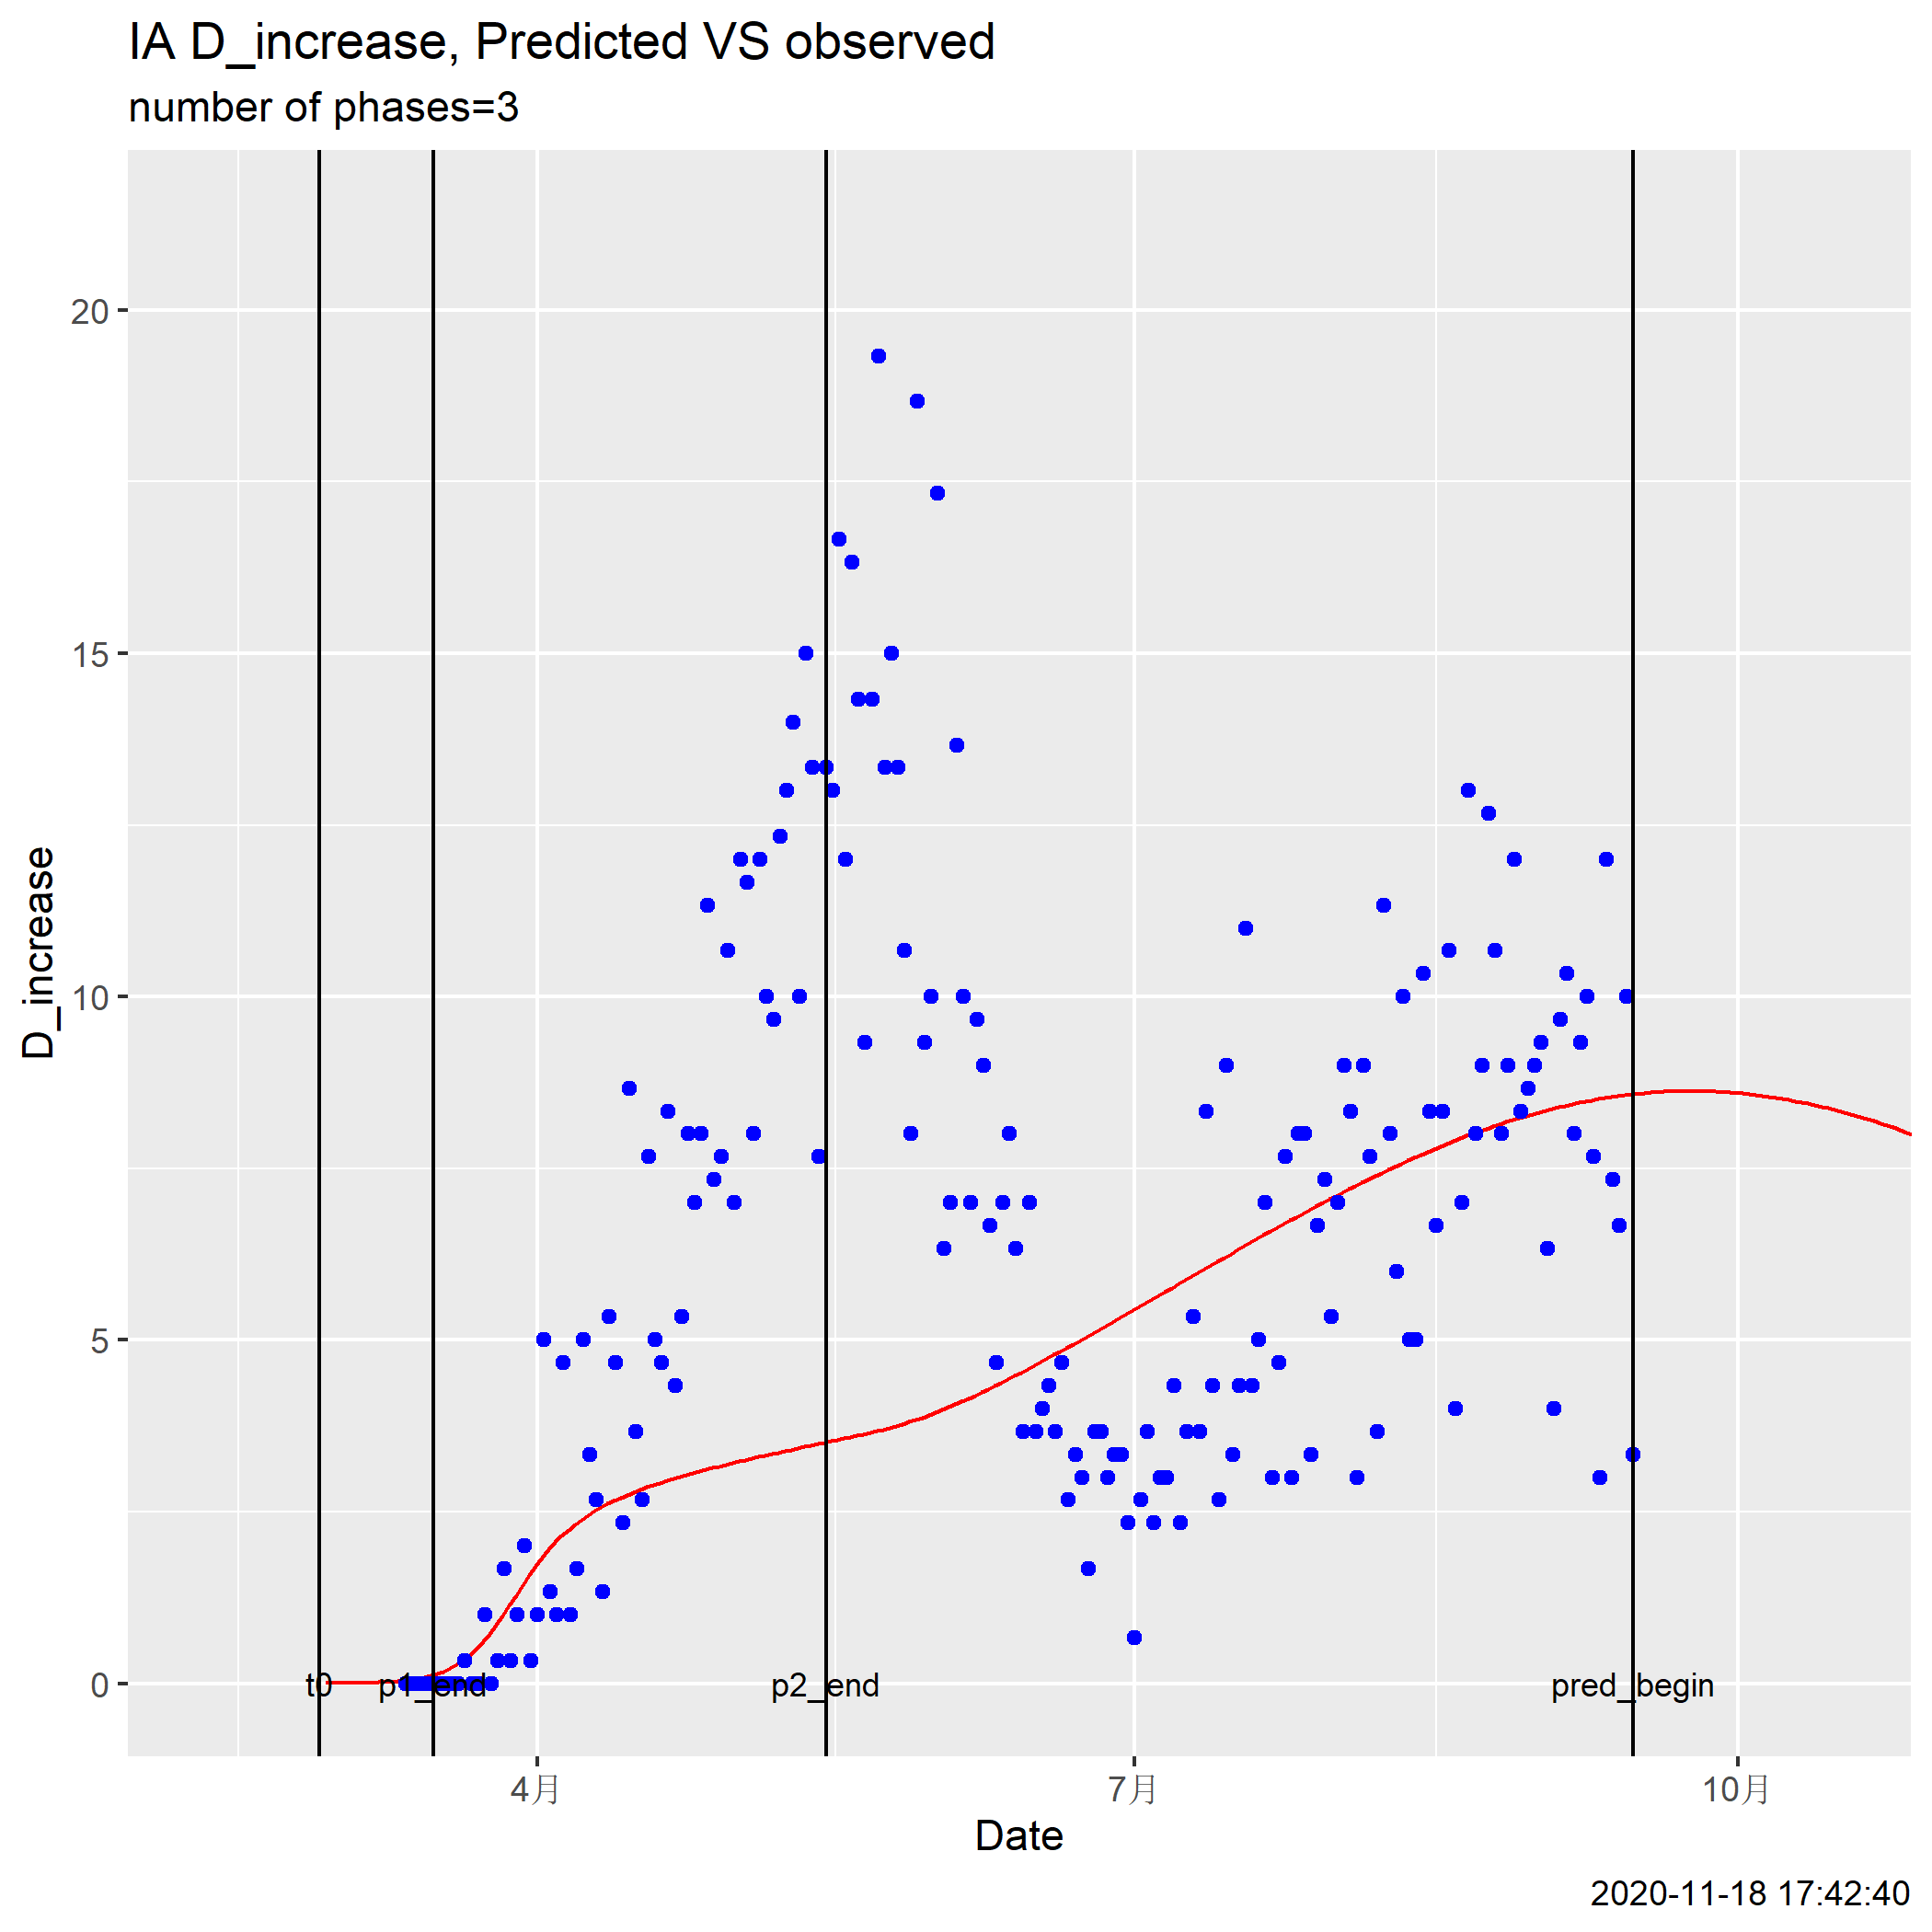 IA D_increase, Predicted VS observed
number of phases=3
D_increase
20
15
10
5
0
t0
p1_end
p2_end
pred_begin
4月
7月
10月
Date
2020-11-18 17:42:40